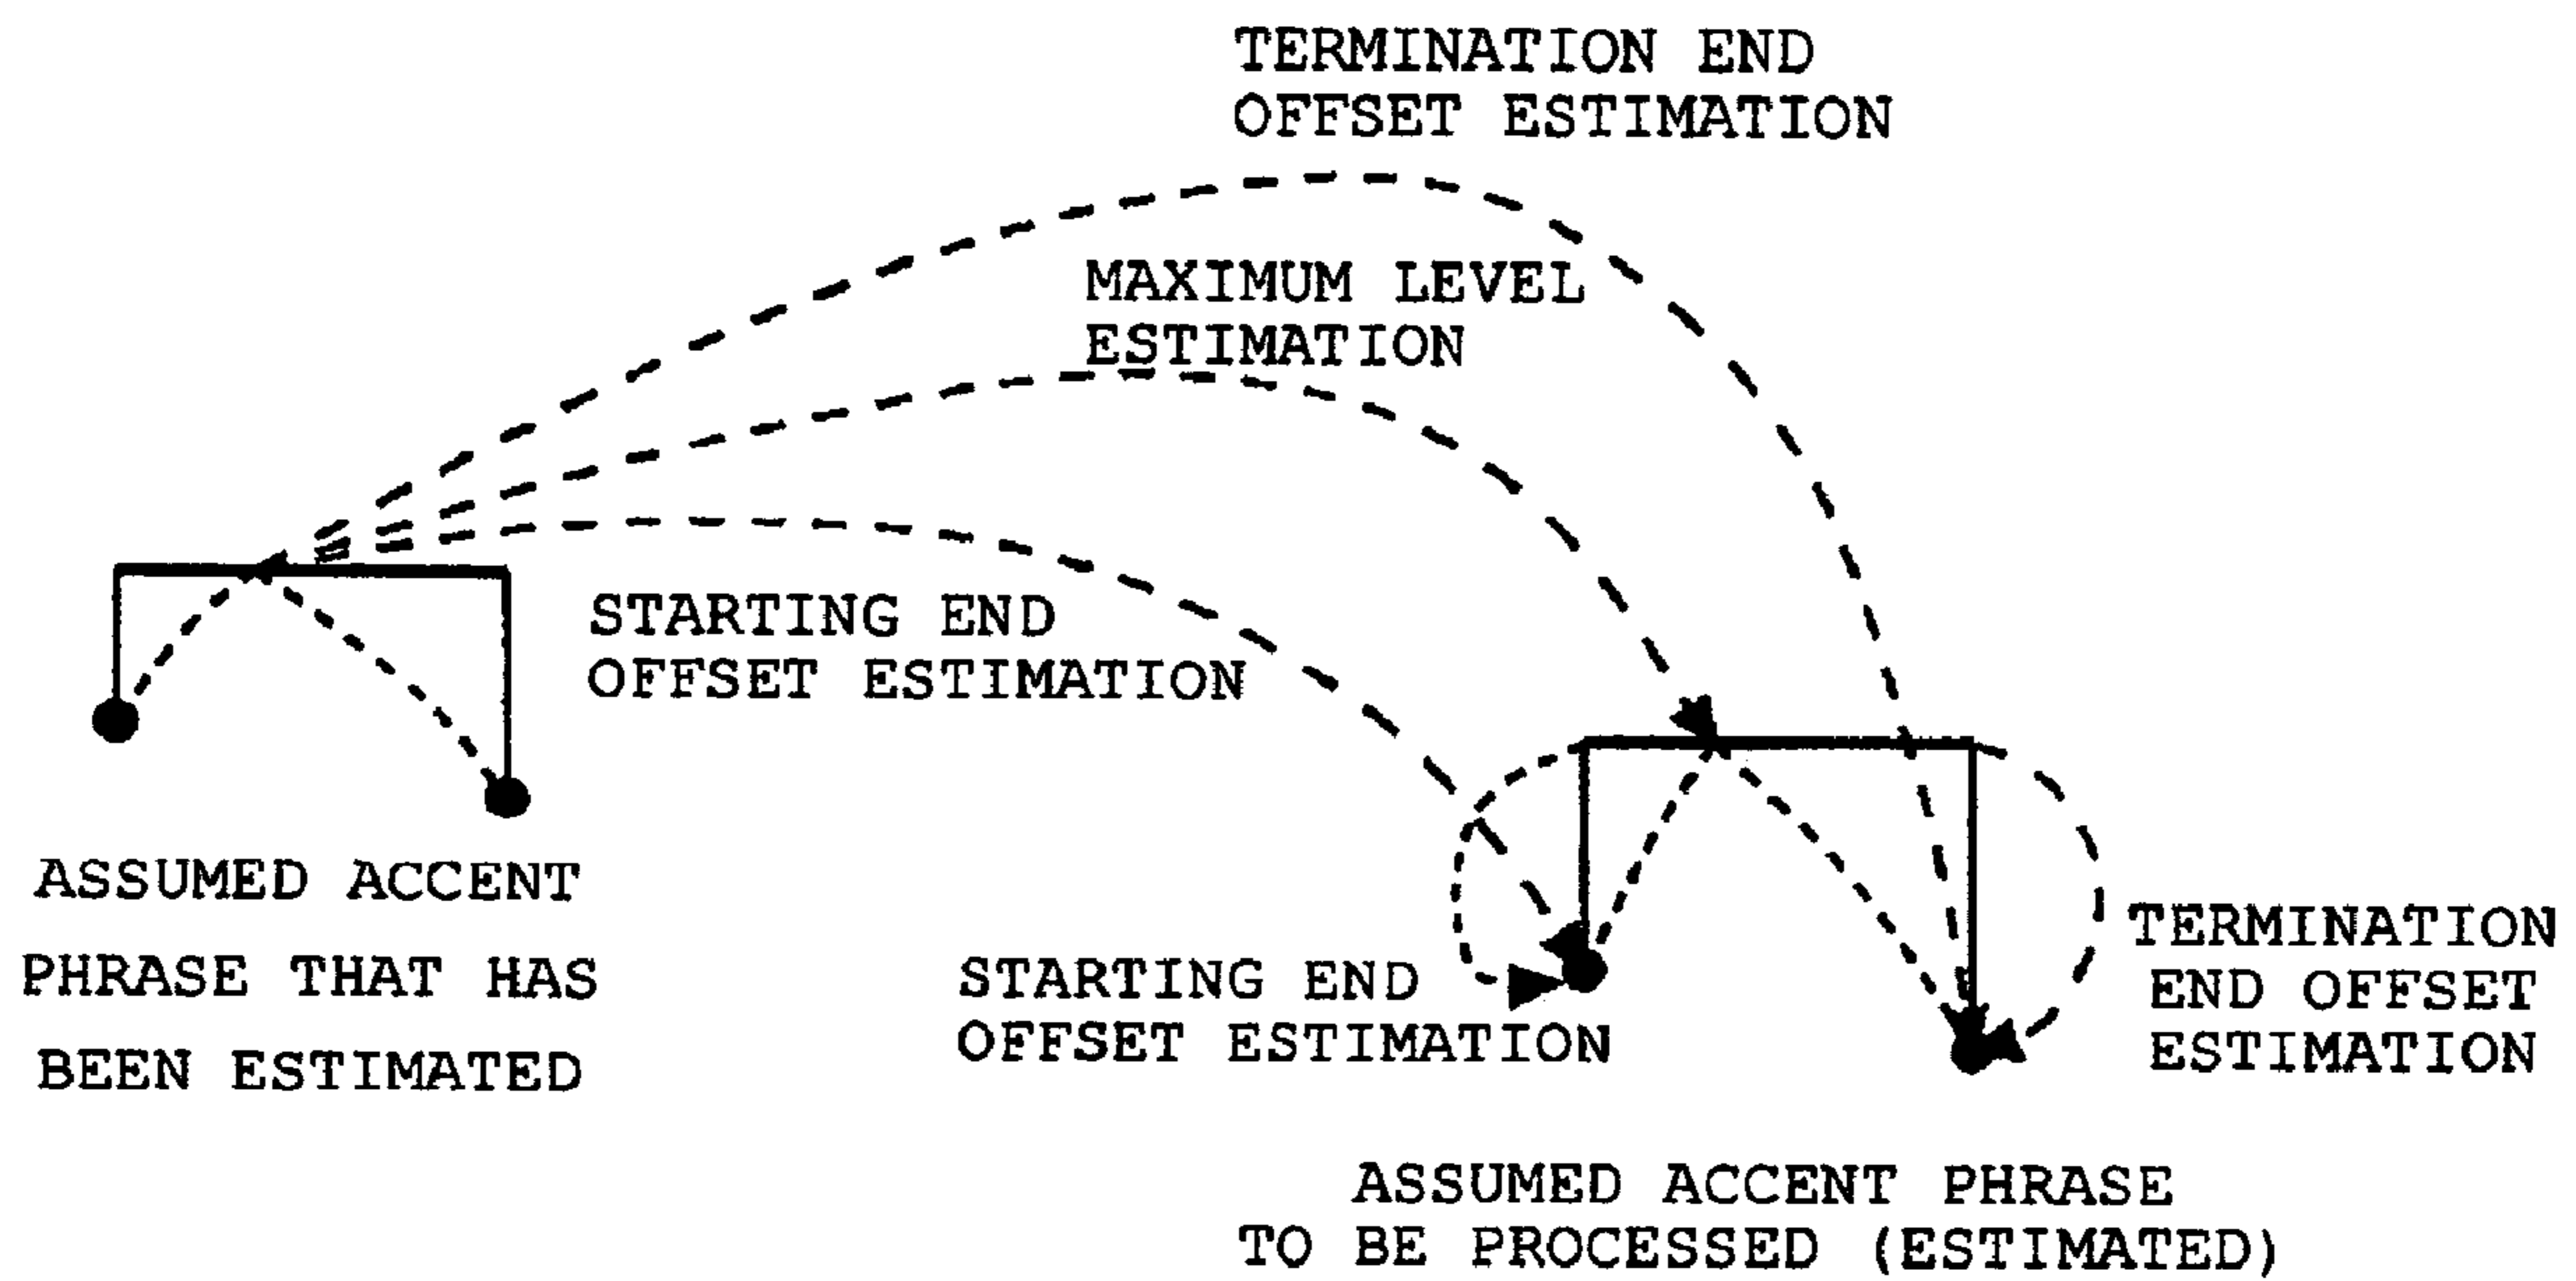 TERMINATION END
OFFSET ESTIMATION
MAXIMUM LEVEL
ESTIMATION
STARTING END
OFFSET ESTIMATION
ASSUMED ACCENT
PHRASE THAT HAS
BEEN ESTIMATED
STARTING END
OFFSET ESTIMATION
TERMINATION
END OFFSET
ESTIMATION
ASSUMED ACCENT PHRASE
TO BE PROCESSED (ESTIMATED)